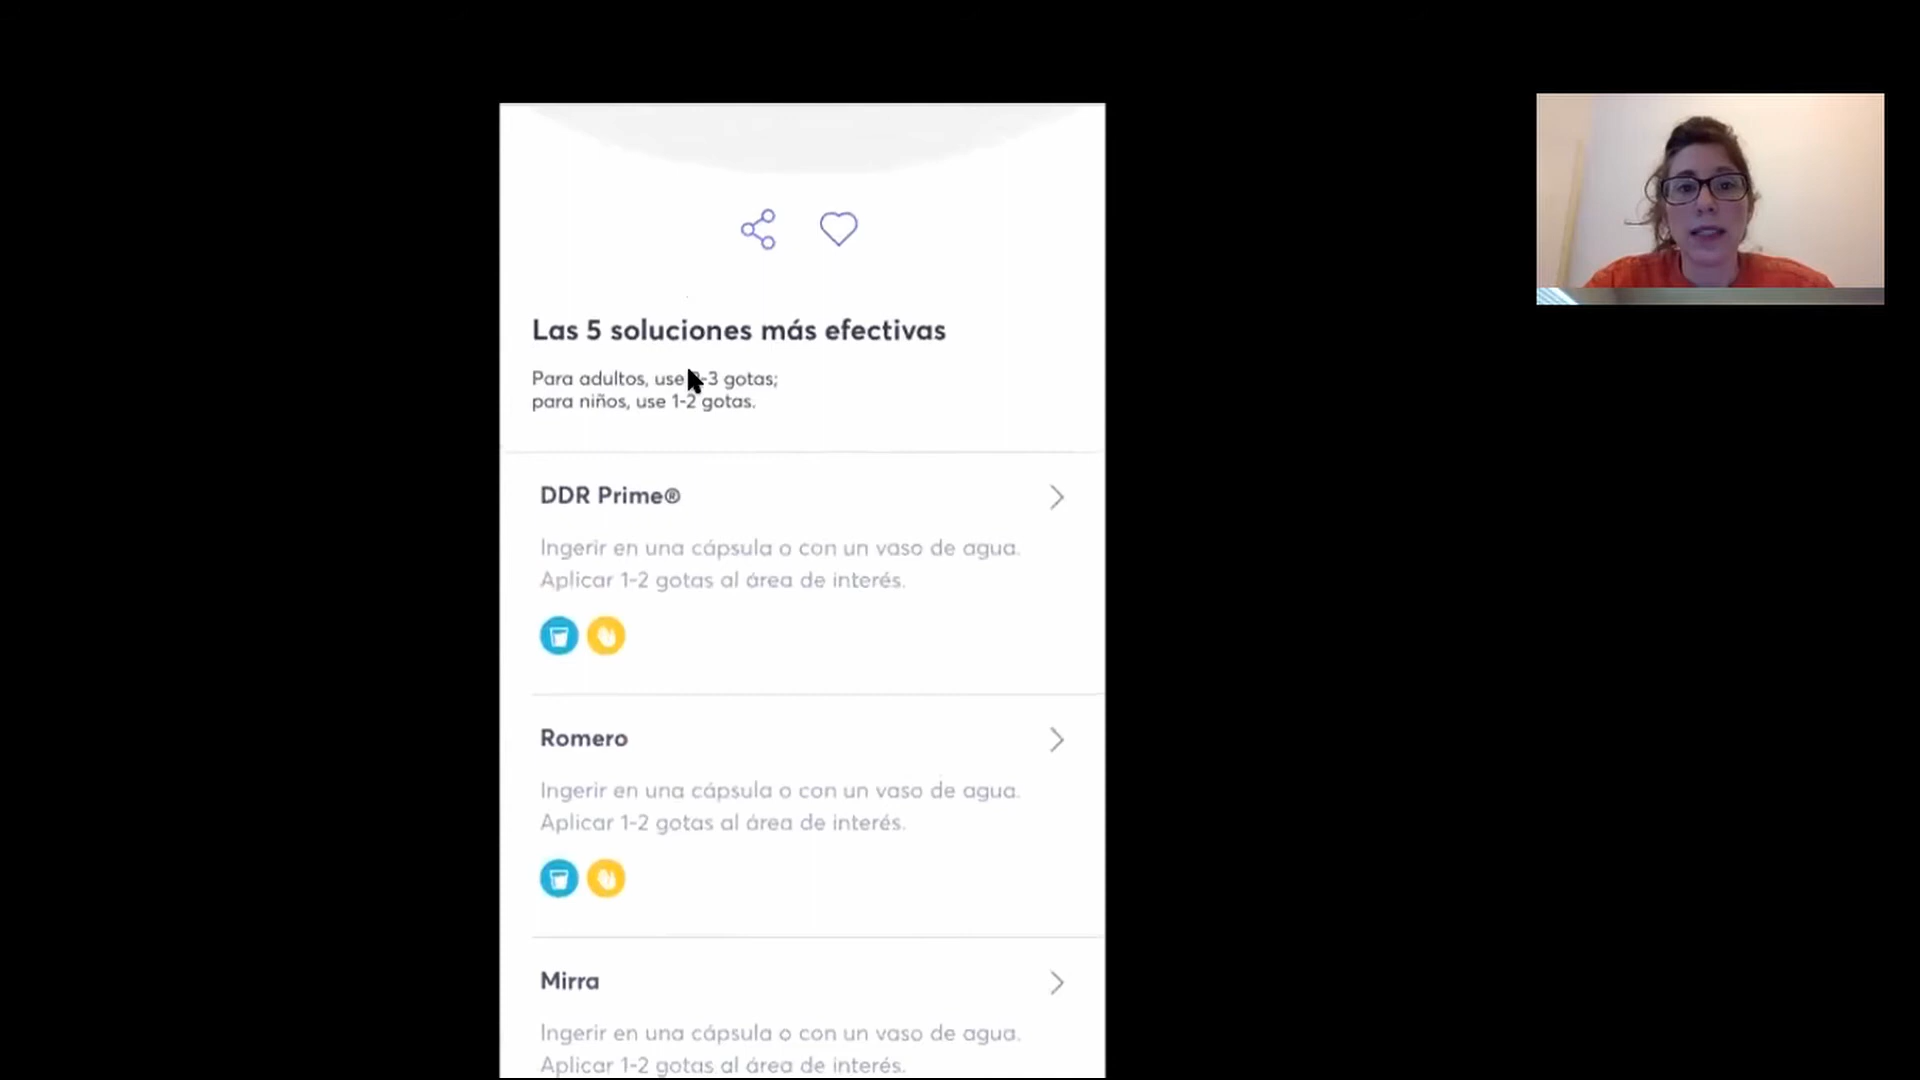 Las 5 soluciones más efectivas
Para adultos, use -3 gotas;
para niños, use 1-2 gotas.
DDR Prime®
Ingerir en una cápsula o con un vaso de agua.
Aplicar 1-2 gotas al área de interés.
Romero
Ingerir en una cápsula o con un vaso de agua.
Aplicar 1-2 gotas al área de interés.
Mirra
Ingerir en una cápsula o con un vaso de agua.
Aplicar 1-2 gotas al área de interés.